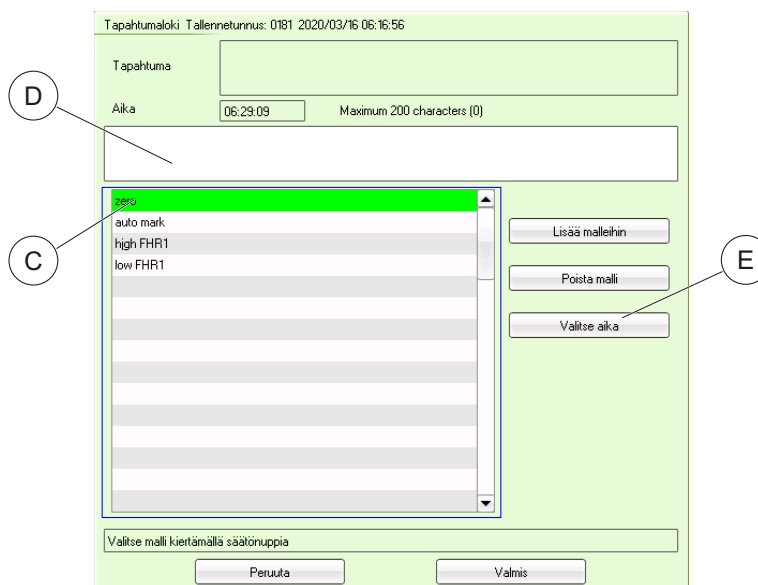 Tapahtumaloki Tallennetunnus: 0181 2020/03/16 06:16:56
Tapahtuma
D
Aika 06:29:09 Maximum 200 characters (0)
zero
auto mark
high FHR1
low FHR1
C
Lisää malleihin
Poista malli
Valitse aika
E
Valitse malli kiertämällä säätönuppia
Peruuta Valmis